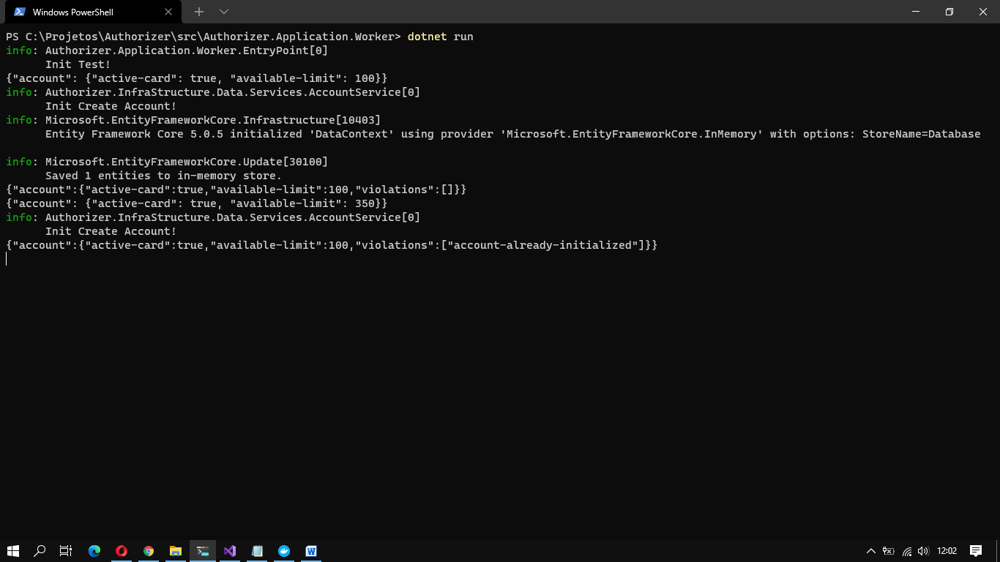 Windows PowerShell
PS C:\Projetos\Authorizer\src\Authorizer.Application.Worker> dotnet run
info: Authorizer.Application.Worker.EntryPoint[0]
      Init Test!
{"account": {"active-card": true, "available-limit": 100}}
info: Authorizer.InfraStructure.Data.Services.AccountService[0]
      Init Create Account!
info: Microsoft.EntityFrameworkCore.Infrastructure[10403]
      Entity Framework Core 5.0.5 initialized 'DataContext' using provider 'Microsoft.EntityFrameworkCore.InMemory' with options: StoreName=Database
info: Microsoft.EntityFrameworkCore.Update[30100]
      Saved 1 entities to in-memory store.
{"account":{"active-card":true,"available-limit":100,"violations":[]}}
{"account": {"active-card": true, "available-limit": 350}}
info: Authorizer.InfraStructure.Data.Services.AccountService[0]
      Init Create Account!
{"account":{"active-card":true,"available-limit":100,"violations":["account-already-initialized"]}}
12:02